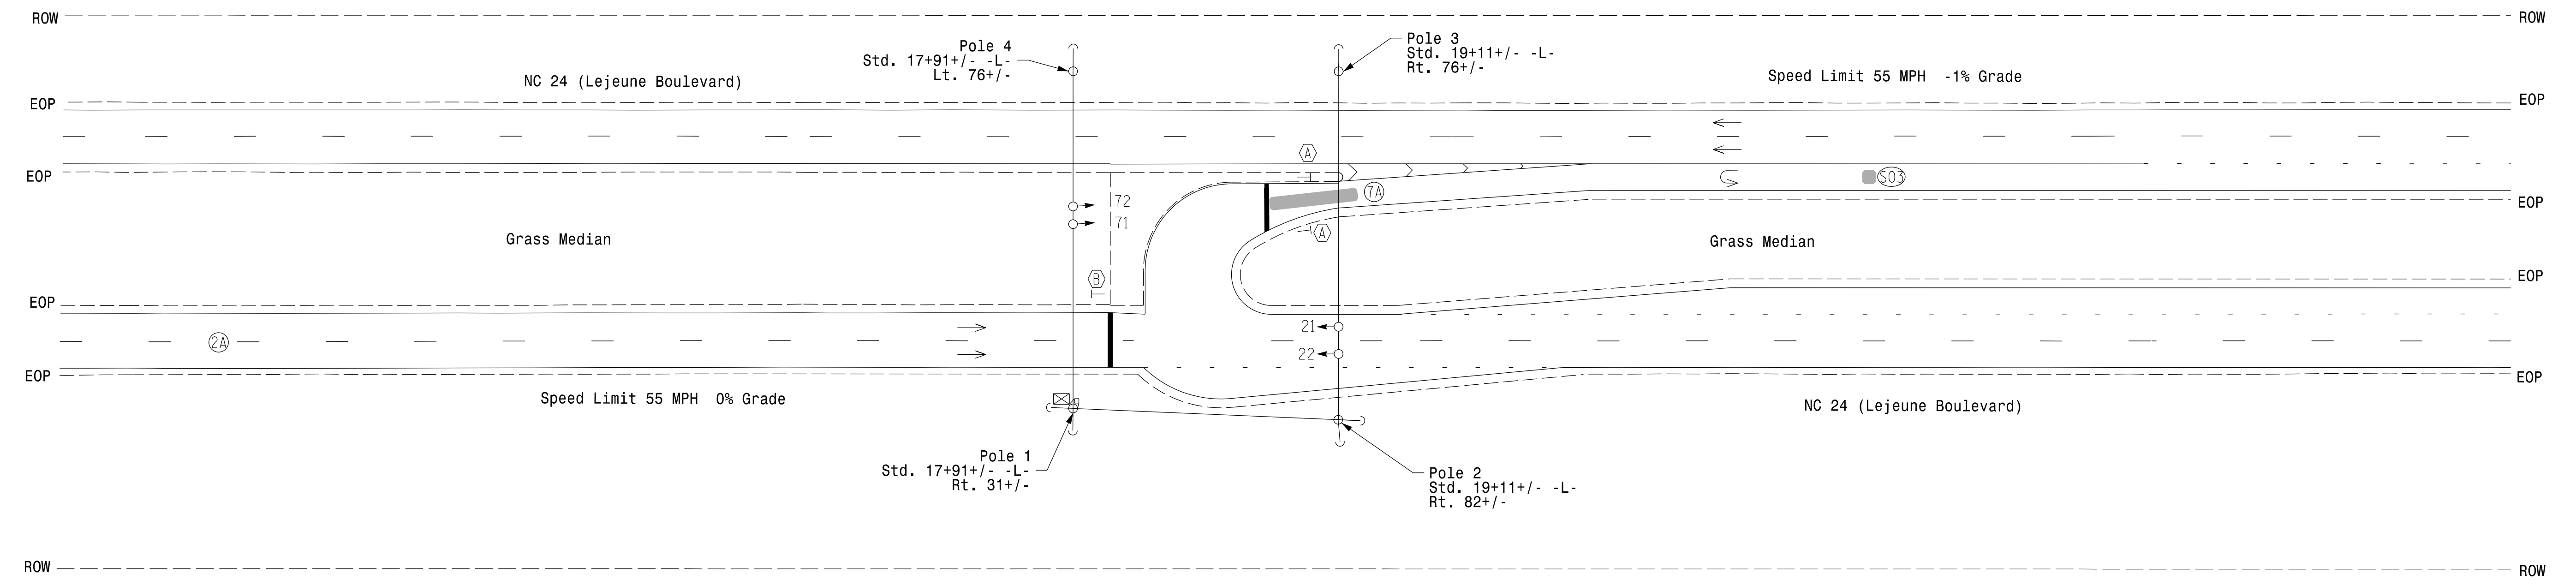 ROW
ROW
Pole 4
Std. 17+91+/- -L-
Lt. 76+/-
Pole 3
Std. 19+11+/- -L-
Rt. 76+/-
NC 24 (Lejeune Boulevard)
Speed Limit 55 MPH -1% Grade
EOP
EOP
A
EOP
7A
S03
72
71
EOP
A
Grass Median
Grass Median
B
EOP
EOP
21
2A
22
EOP
EOP
Speed Limit 55 MPH 0% Grade
NC 24 (Lejeune Boulevard)
Pole 1
Std. 17+91+/- -L-
Rt. 31+/-
Pole 2
Std. 19+11+/- -L-
Rt. 82+/-
ROW
ROW